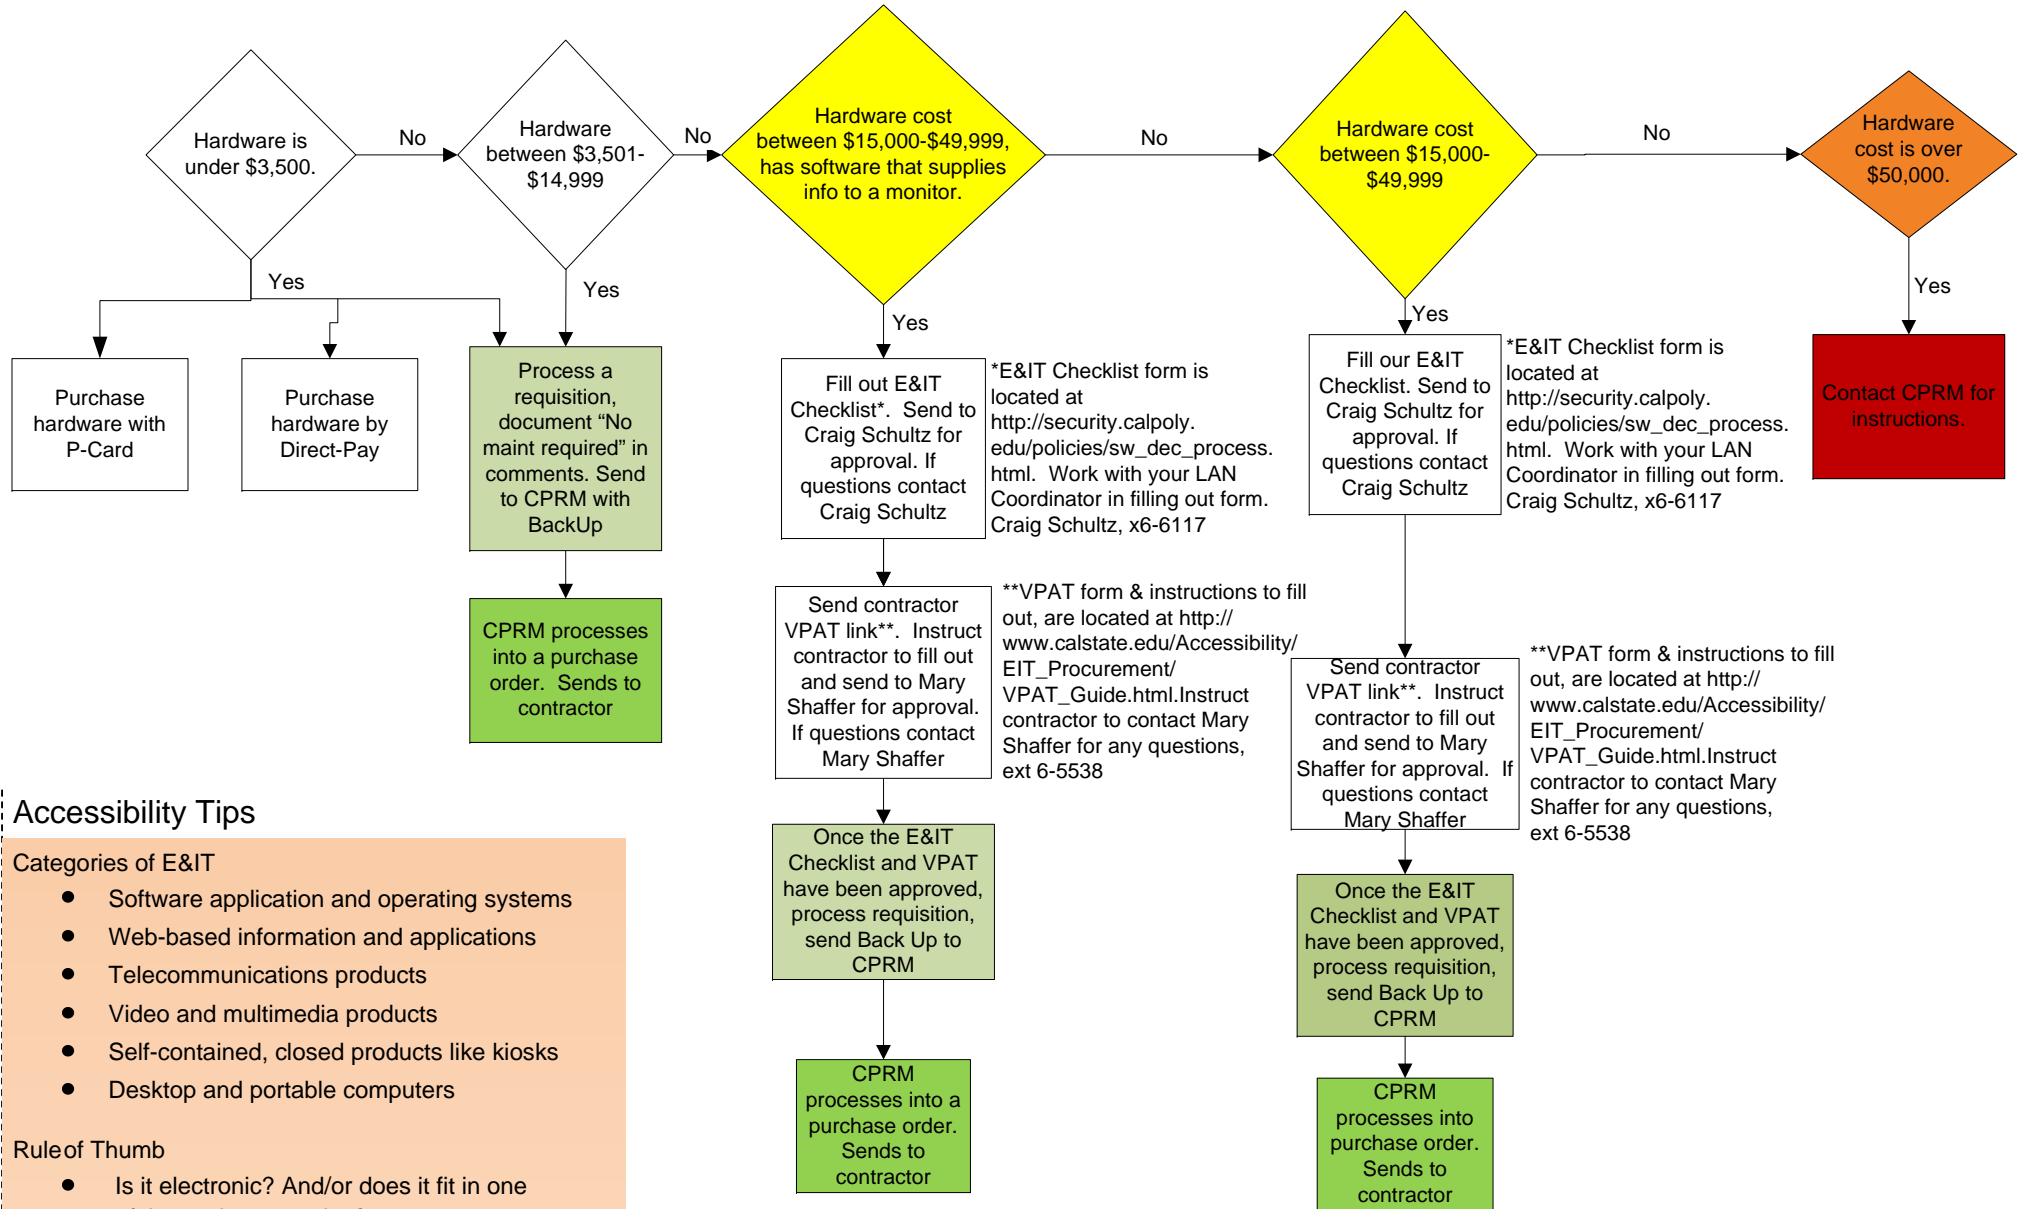 Hardware is
under $3,500.
No
Hardware
between $3,501-
$14,999
No
Hardware cost
between $15,000-$49,999,
has software that supplies
info to a monitor.
No
Hardware cost
between $15,000-
$49,999
No
Hardware
cost is over
$50,000.
Yes
Yes
Yes
Yes
Yes
Purchase
hardware with
P-Card
Purchase
hardware by
Direct-Pay
Process a
requisition,
document “No
maint required” in
comments. Send
to CPRM with
BackUp
CPRM processes
into a purchase
order.  Sends to
contractor
Fill out E&IT
Checklist*.  Send to
Craig Schultz for
approval. If
questions contact
Craig Schultz
*E&IT Checklist form is
located at
http://security.calpoly.
edu/policies/sw_dec_process.
html.  Work with your LAN
Coordinator in filling out form.
Craig Schultz, x6-6117
Send contractor
VPAT link**.  Instruct
contractor to fill out
and send to Mary
Shaffer for approval.
If questions contact
Mary Shaffer
**VPAT form & instructions to fill
out, are located at http://
www.calstate.edu/Accessibility/
EIT_Procurement/
VPAT_Guide.html.Instruct
contractor to contact Mary
Shaffer for any questions,
ext 6-5538
Once the E&IT
Checklist and VPAT
have been approved,
process requisition,
send Back Up to
CPRM
CPRM
processes into a
purchase order.
Sends to
contractor
Fill our E&IT
Checklist. Send to
Craig Schultz for
approval. If
questions contact
Craig Schultz
*E&IT Checklist form is
located at
http://security.calpoly.
edu/policies/sw_dec_process.
html.  Work with your LAN
Coordinator in filling out form.
Craig Schultz, x6-6117
Send contractor
VPAT link**.  Instruct
contractor to fill out
and send to Mary
Shaffer for approval.  If
questions contact
Mary Shaffer
**VPAT form & instructions to fill
out, are located at http://
www.calstate.edu/Accessibility/
EIT_Procurement/
VPAT_Guide.html.Instruct
contractor to contact Mary
Shaffer for any questions,
ext 6-5538
Once the E&IT
Checklist and VPAT
have been approved,
process requisition,
send Back Up to
CPRM
CPRM
processes into
purchase order.
Sends to
contractor
Contact CPRM for
instructions.
Accessibility Tips
Categories of E&IT
● Software application and operating systems
● Web-based information and applications
● Telecommunications products
● Video and multimedia products
● Self-contained, closed products like kiosks
● Desktop and portable computers
Rule of Thumb
● Is it electronic? And/or does it fit in one